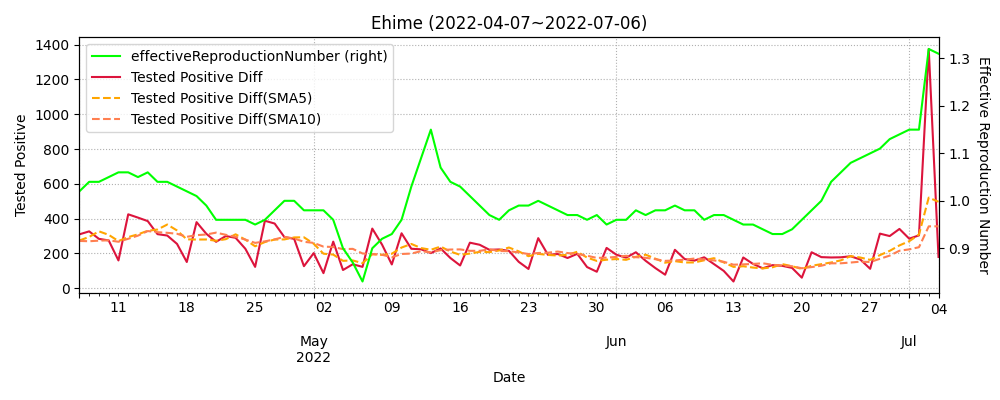 Ehime (2022-04-07~2022-07-06)
effectiveReproductionNumber (right)
Tested Positive Diff
Tested Positive Diff(SMA5)
Tested Positive Diff(SMA10)
Tested Positive
1400
1200
1000
800
600
400
200
0
1.3
1.2
1.1
1.0
0.9
Effective Reproduction Number
11 18 25 02 09 16 23 30 06 13 20 27 04
May Jun Jul
2022
Date